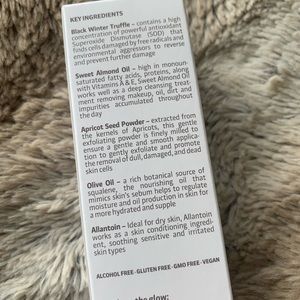 KEY INGREDIENTS
Black Winter Truffle – contains a high
concentration of powerful antioxidant
Superoxide Dismutase (SOD) that
finds cells damaged by free radicals and
environmental aggressors to reverse
and prevent further damage
Sweet Almond Oil – high in monoun-
saturated fatty acids, proteins, along
with Vitamins A & E, Sweet Almond Oil
works well as a deep cleansing treat-
ment removing makeup, oil, dirt and
impurities accumulated throughout
the day
Apricot Seed Powder – extracted from
the kernels of Apricots, this gentle
exfoliating powder is finely milled to
ensure a gentle and smooth applica-
tion to gently exfoliate and promote
the removal of dull, damaged, and dead
skin cells
Olive Oil – a rich botanical source of
squalene, the nourishing oil that
mimics skin's sebum helps to regulate
moisture and oil production in skin for
a more hydrated and supple
Allantoin – Ideal for dry skin, Allantoin
works as a skin conditioning ingredi-
ent, soothing sensitive and irritated
skin types
ALCOHOL FREE•GLUTEN FREE•GMO FREE•VEGAN
the glow: